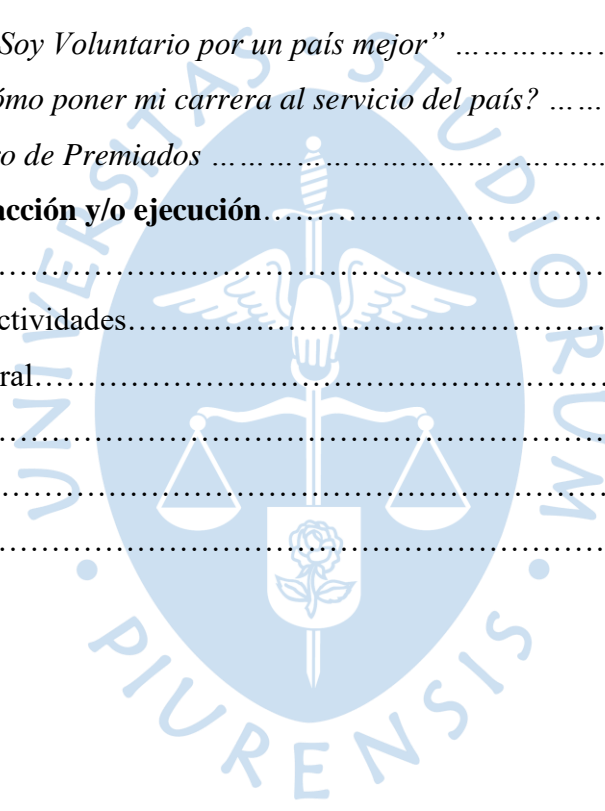 Soy Voluntario por un país mejor” ………………
ómo poner mi carrera al servicio del país? ……
ro de Premiados ……………………………………
acción y/o ejecución……………………………
……………………………………………………
ctividades…………………………………………
ral……………………………………………………
……………………………………………………
……………………………………………………
……………………………………………………
UNIVERSITAS · STUDIORUM · PIURENSIS